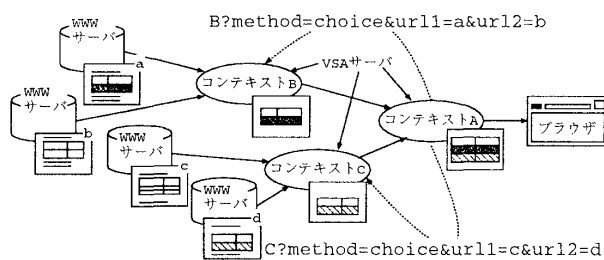 B?method=choice&url1=a&url2=b
WWW
サーバ
a
VSAサーバ
コンテキストB
WWW
サーバ
b
コンテキストA
ブラウザ
WWW
サーバ
c
コンテキストC
WWW
サーバ
d
C?method=choice&url1=c&url2=d